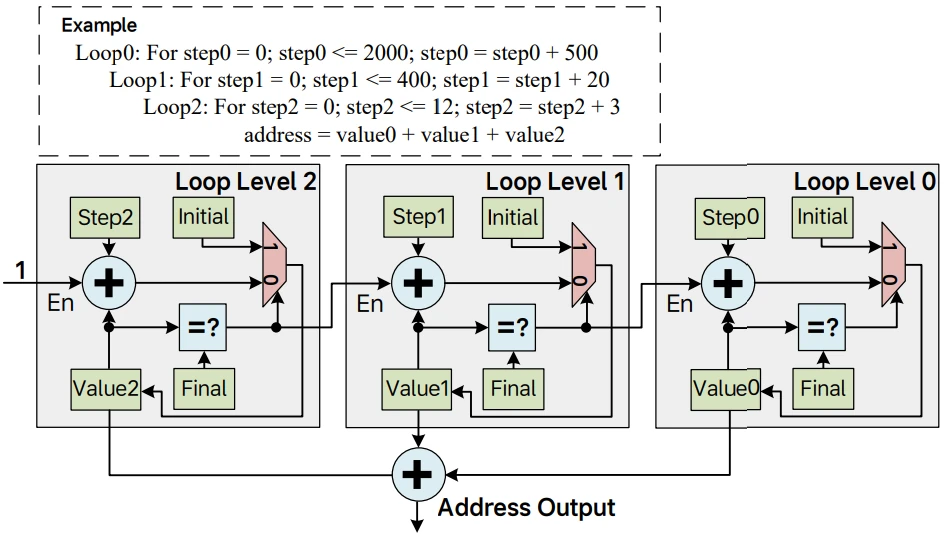 Example
Loop0: For step0 = 0; step0 <= 2000; step0 = step0 + 500
Loop1: For step1 = 0; step1 <= 400; step1 = step1 + 20
Loop2: For step2 = 0; step2 <= 12; step2 = step2 + 3
address = value0 + value1 + value2
Loop Level 2
Step2
Initial
1
0
1
En
+
=?
Value2
Final
Loop Level 1
Step1
Initial
1
0
En
+
=?
Value1
Final
Loop Level 0
Step0
Initial
1
0
En
+
=?
Value0
Final
+
Address Output